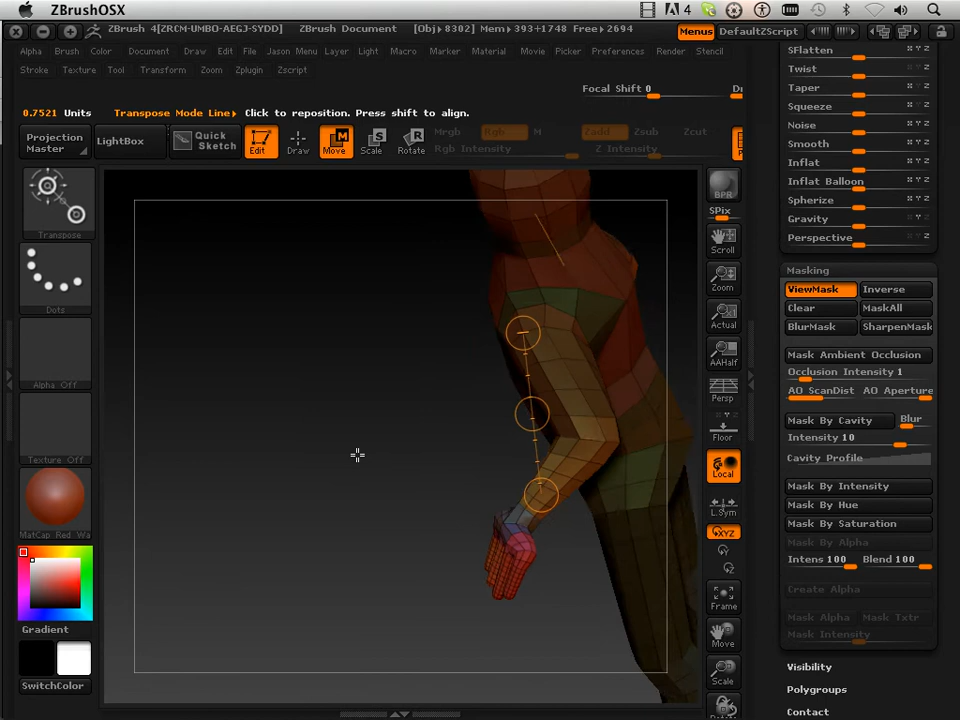 ZBrushOSX
A 4
ZBrush 4[ZRCM-UMBO-AEGJ-SYDD] ZBrush Document [Obj→8302] Mem→393+1748 Free→2694 Menus DefaultZScript
Alpha Brush Color Document Draw Edit File Jason Menu Layer Light Macro Marker Material Movie Picker Preferences Render Stencil
Stroke Texture Tool Transform Zoom Zplugin Zscript
Focal Shift 0 Dr
0.7521 Units Transpose Mode Line▸ Click to reposition. Press shift to align.
Projection Master
LightBox
Quick Sketch
Edit Draw Move Scale Rotate
Mrgb Rgb M Zadd Zsub Zcut
Rgb Intensity Z Intensity
Transpose
Dots
Alpha Off
Texture Off
MatCap Red Wa
Gradient
SwitchColor
BPR
SPix
Scroll
Zoom
Actual
AAHalf
Persp
Floor
Local
L.Sym
XYZ
Frame
Move
Scale
SFlatten
Twist
Taper
Squeeze
Noise
Smooth
Inflat
Inflat Balloon
Spherize
Gravity
Perspective
Masking
ViewMask Inverse
Clear MaskAll
BlurMask SharpenMask
Mask Ambient Occlusion
Occlusion Intensity 1
AO ScanDist AO Aperture
Mask By Cavity Blur
Intensity 10
Cavity Profile
Mask By Intensity
Mask By Hue
Mask By Saturation
Mask By Alpha
Intens 100 Blend 100
Create Alpha
Mask Alpha Mask Txtr
Mask Intensity
Visibility
Polygroups
Contact